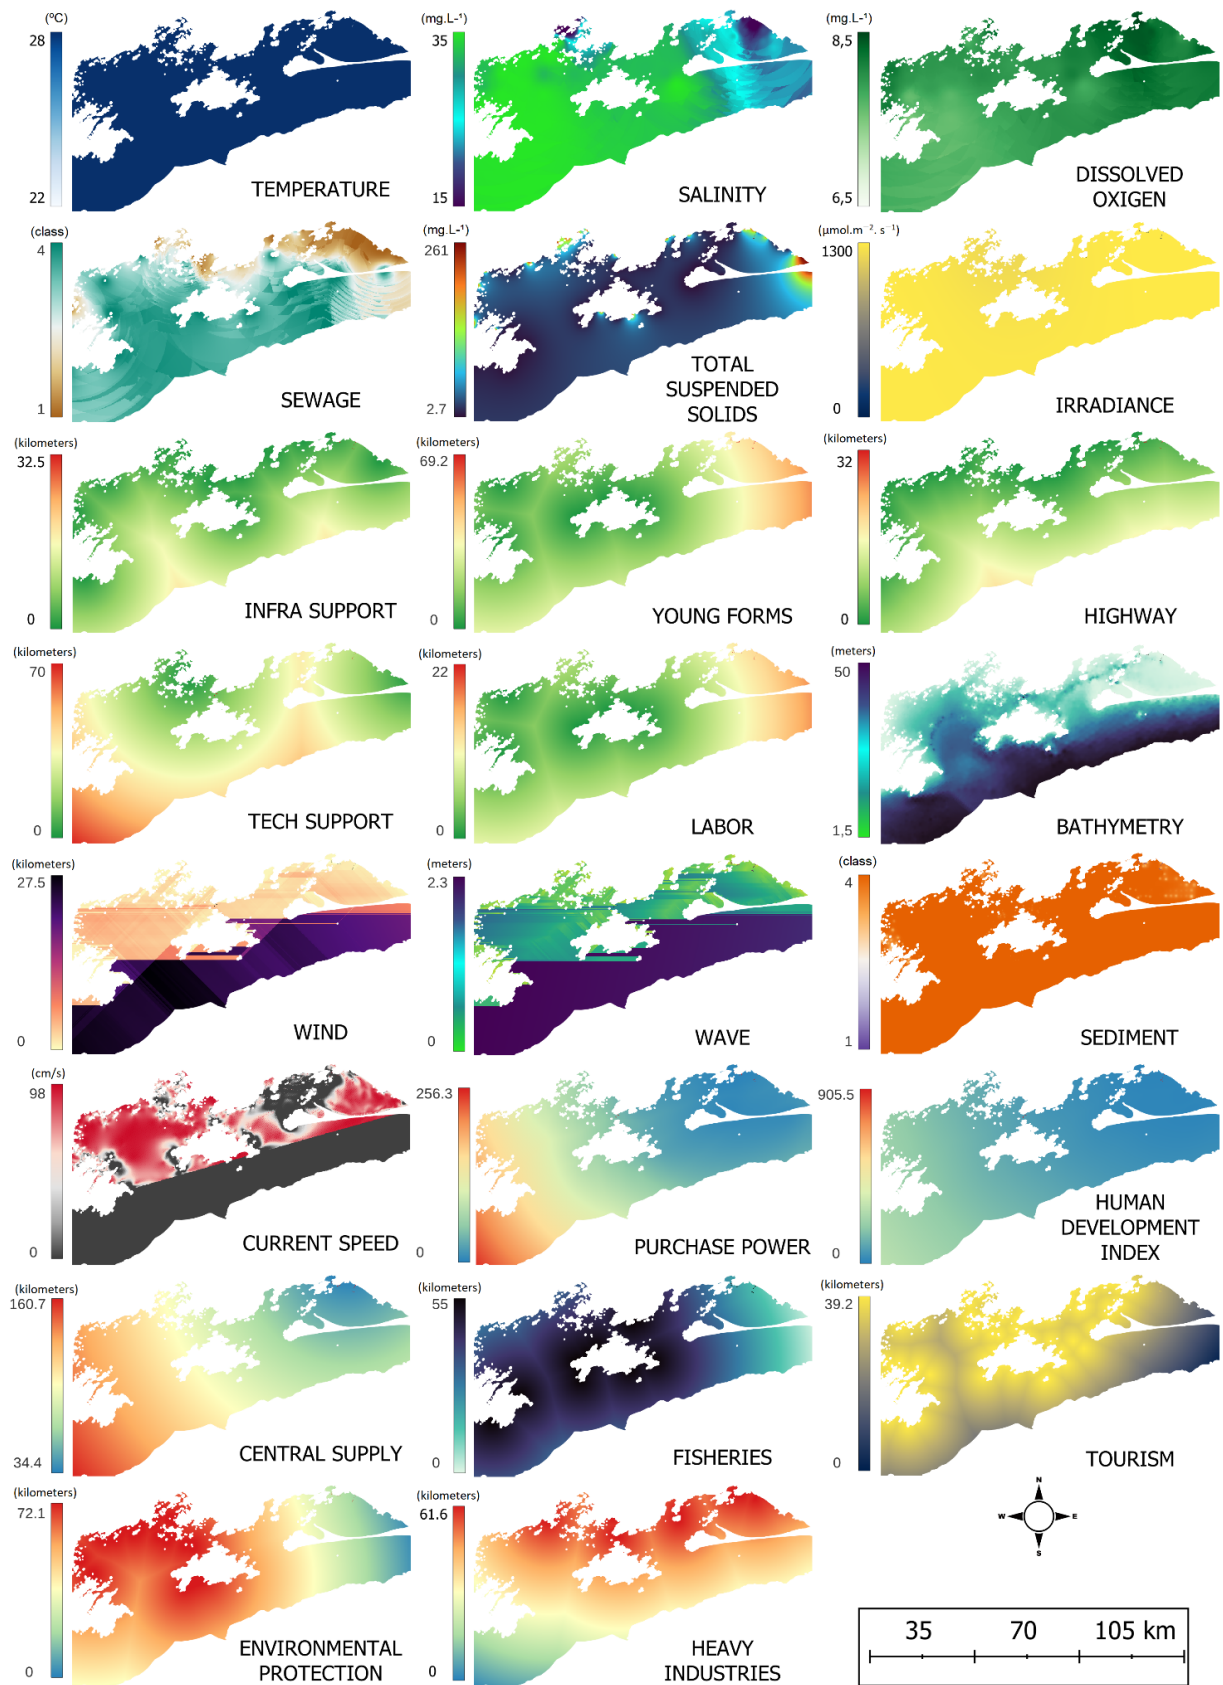 (ºC)
28
22
TEMPERATURE
(mg.L-¹)
35
15
SALINITY
(mg.L-¹)
8,5
6,5
DISSOLVED
OXIGEN
(class)
4
1
SEWAGE
(mg.L-¹)
261
2.7
TOTAL
SUSPENDED
SOLIDS
(µmol.m⁻². s⁻¹)
1300
0
IRRADIANCE
(kilometers)
32.5
0
INFRA SUPPORT
(kilometers)
69.2
0
YOUNG FORMS
(kilometers)
32
0
HIGHWAY
(kilometers)
70
0
TECH SUPPORT
(kilometers)
22
0
LABOR
(meters)
50
1,5
BATHYMETRY
(kilometers)
27.5
0
WIND
(meters)
2.3
0
WAVE
(class)
4
1
SEDIMENT
(cm/s)
98
0
CURRENT SPEED
256.3
0
PURCHASE POWER
905.5
0
HUMAN
DEVELOPMENT
INDEX
(kilometers)
160.7
34.4
CENTRAL SUPPLY
(kilometers)
55
0
FISHERIES
(kilometers)
39.2
0
TOURISM
(kilometers)
72.1
0
ENVIRONMENTAL
PROTECTION
(kilometers)
61.6
0
HEAVY
INDUSTRIES
N
W E
S
35 70 105 km